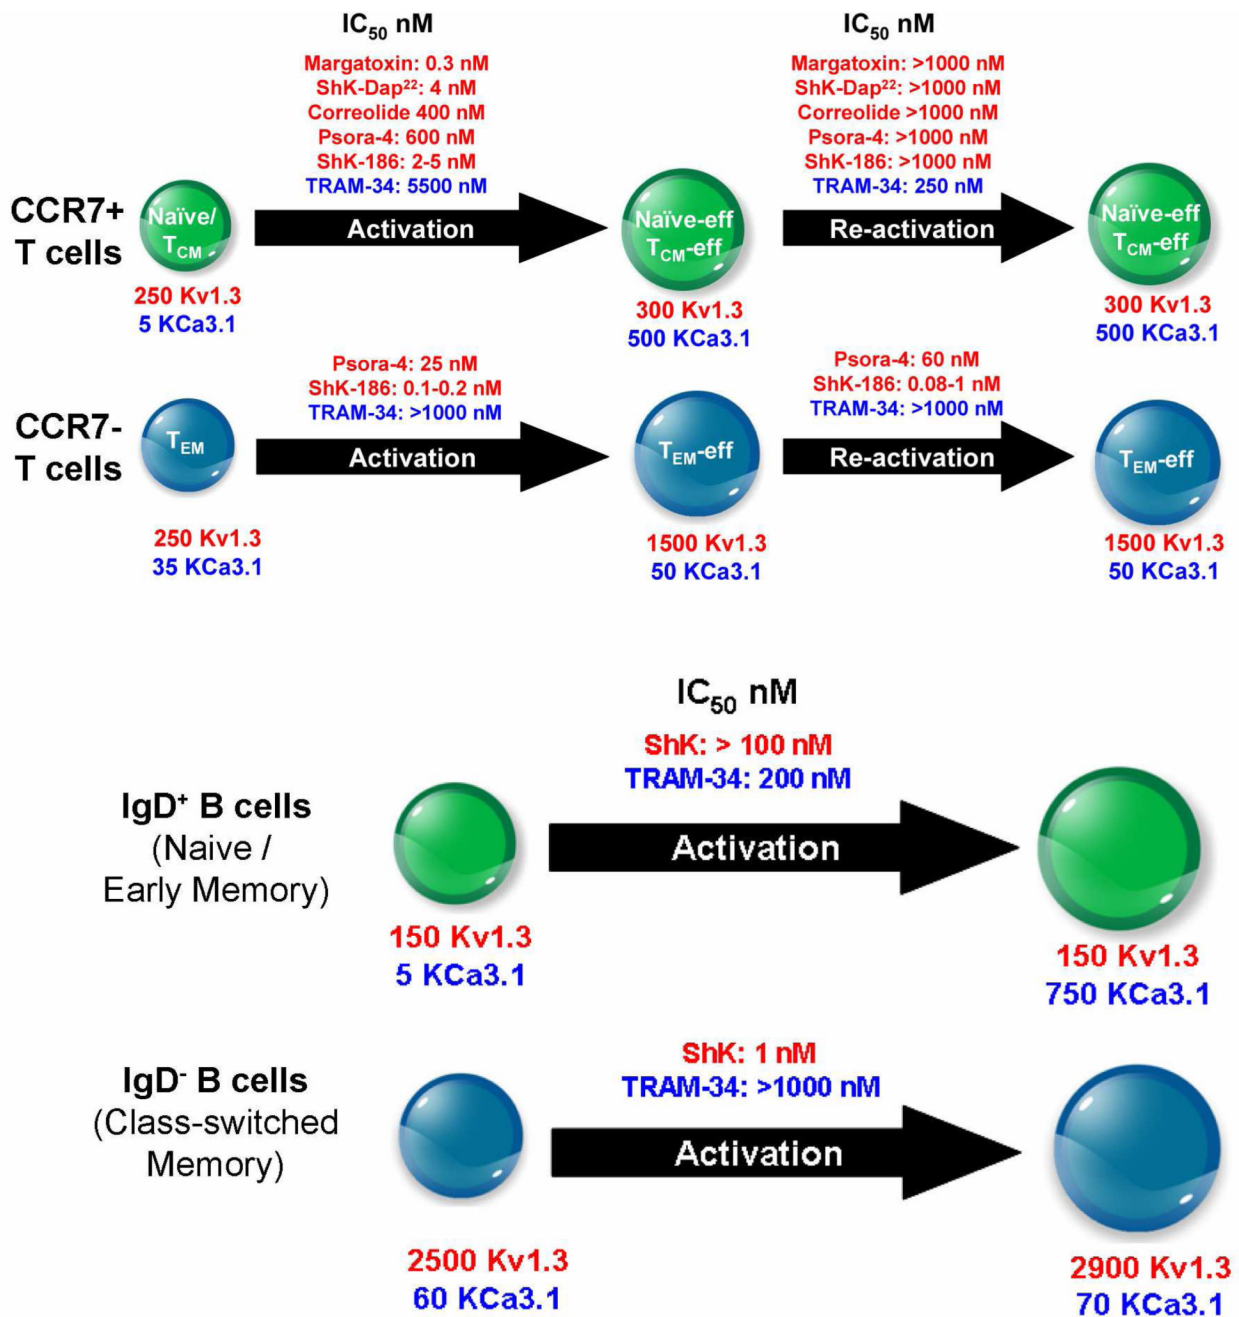 IC50 nM
Margatoxin: 0.3 nM
ShK-Dap²²: 4 nM
Correolide 400 nM
Psora-4: 600 nM
ShK-186: 2-5 nM
TRAM-34: 5500 nM
Activation
IC50 nM
Margatoxin: >1000 nM
ShK-Dap²²: >1000 nM
Correolide >1000 nM
Psora-4: >1000 nM
ShK-186: >1000 nM
TRAM-34: 250 nM
Re-activation
CCR7+
T cells
Naïve/
TCM
250 Kv1.3
5 KCa3.1
Naïve-eff
TCM-eff
300 Kv1.3
500 KCa3.1
Naïve-eff
TCM-eff
300 Kv1.3
500 KCa3.1
Psora-4: 25 nM
ShK-186: 0.1-0.2 nM
TRAM-34: >1000 nM
Activation
Psora-4: 60 nM
ShK-186: 0.08-1 nM
TRAM-34: >1000 nM
Re-activation
CCR7-
T cells
TEM
250 Kv1.3
35 KCa3.1
TEM-eff
1500 Kv1.3
50 KCa3.1
TEM-eff
1500 Kv1.3
50 KCa3.1
IC50 nM
ShK: > 100 nM
TRAM-34: 200 nM
Activation
IgD⁺ B cells
(Naive /
Early Memory)
150 Kv1.3
5 KCa3.1
150 Kv1.3
750 KCa3.1
ShK: 1 nM
TRAM-34: >1000 nM
Activation
IgD⁻ B cells
(Class-switched
Memory)
2500 Kv1.3
60 KCa3.1
2900 Kv1.3
70 KCa3.1